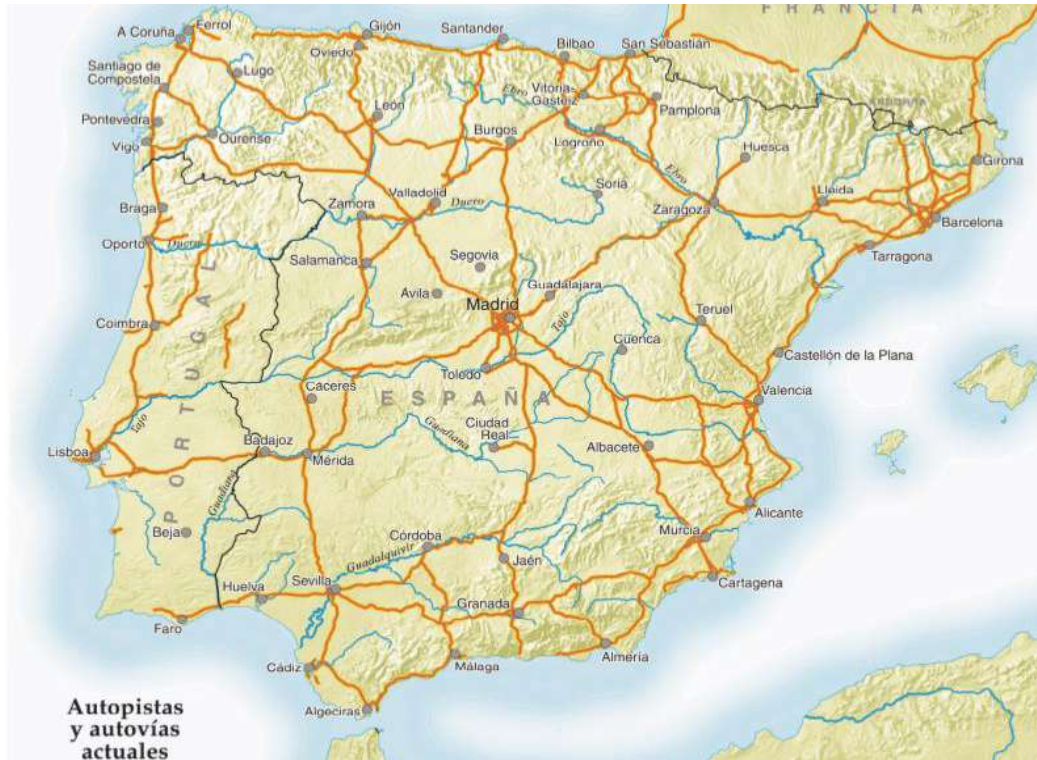 FRANCIA
A Coruña
Ferrol
Gijón
Santander
Bilbao
San Sebastián
Oviedo
Santiago de
Compostela
Lugo
Ebro
Vitoria-
Gasteiz
Pamplona
ANDORRA
León
Pontevedra
Ourense
Burgos
Logroño
Huesca
Girona
Vigo
Ebro
Soria
Lleida
Valladolid
Zamora
Duero
Zaragoza
Braga
Barcelona
Oporto
Duero
Tarragona
Salamanca
Segovia
Avila
Guadalajara
Madrid
Teruel
Coimbra
Tajo
Cuenca
Castellón de la Plana
PORTUGAL
Toledo
Caceres
ESPAÑA
Valencia
Tajo
Ciudad
Real
Guadiana
Badajoz
Albacete
Lisboa
Mérida
Guadiana
Alicante
Beja
Córdoba
Murcia
Guadalquivir
Jaén
Huelva
Sevilla
Cartagena
Granada
Faro
Almería
Cádiz
Málaga
Algeciras
Autopistas
y autovías
actuales